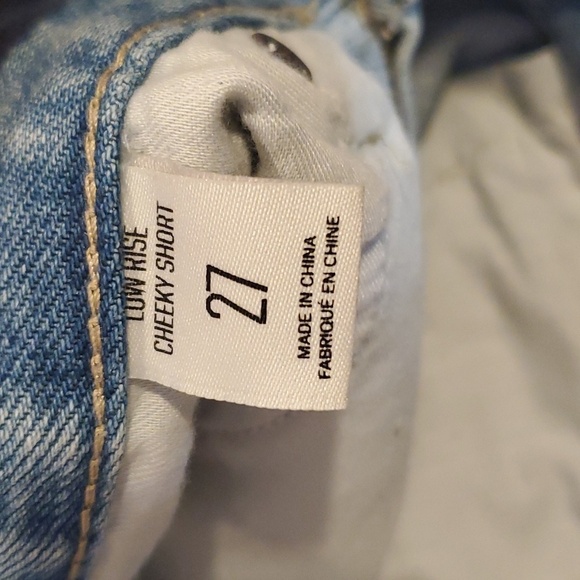 LOW RISE
CHEEKY SHORT
27
MADE IN CHINA
FABRIQUÉ EN CHINE